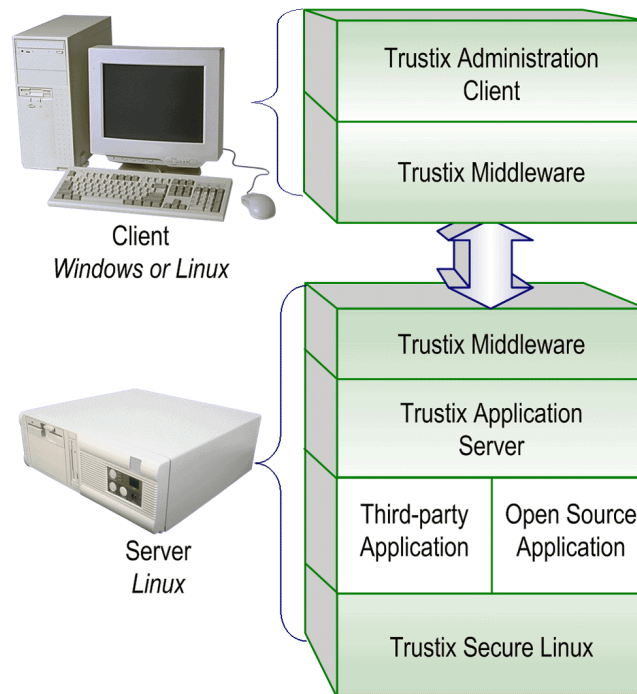 Trustix Administration
Client
Trustix Middleware
Client
Windows or Linux
Trustix Middleware
Trustix Application
Server
Third-party
Application
Open Source
Application
Server
Linux
Trustix Secure Linux